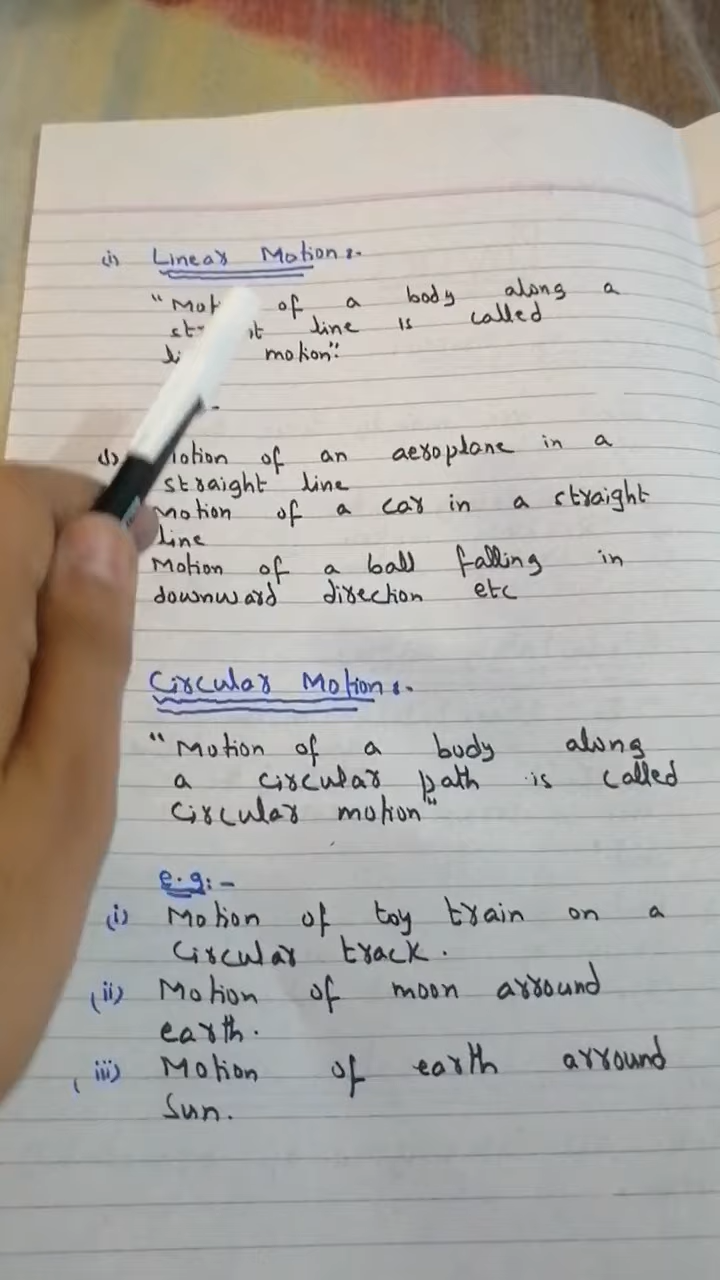 (i) Linear Motion:-
"Mot of a body along a
st it line is called
li motion":
(i) otion of an aeroplane in a
straight line
Motion of a car in a straight
line
Motion of a ball falling in
downward direction etc
Circular Motion:-
"Motion of a body along
a circular path is called
Circular motion"
e.g:-
(i) Motion of toy train on a
Circular track.
(ii) Motion of moon arround
earth.
(iii) Motion of earth arround
Sun.